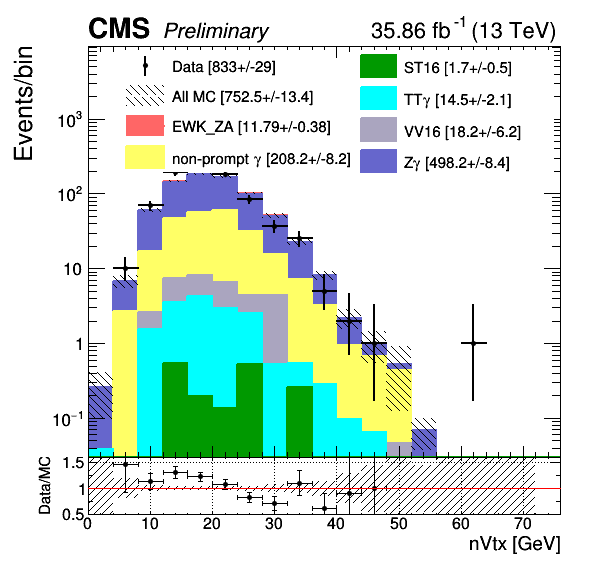 CMS Preliminary 35.86 fb⁻¹ (13 TeV)
Events/bin
Data [833+/-29]
All MC [752.5+/-13.4]
EWK_ZA [11.79+/-0.38]
non-prompt γ [208.2+/-8.2]
ST16 [1.7+/-0.5]
TTγ [14.5+/-2.1]
VV16 [18.2+/-6.2]
Zγ [498.2+/-8.4]
10³
10²
10
1
10⁻¹
Data/MC
1.5
1
0.5
0 10 20 30 40 50 60 70
nVtx [GeV]